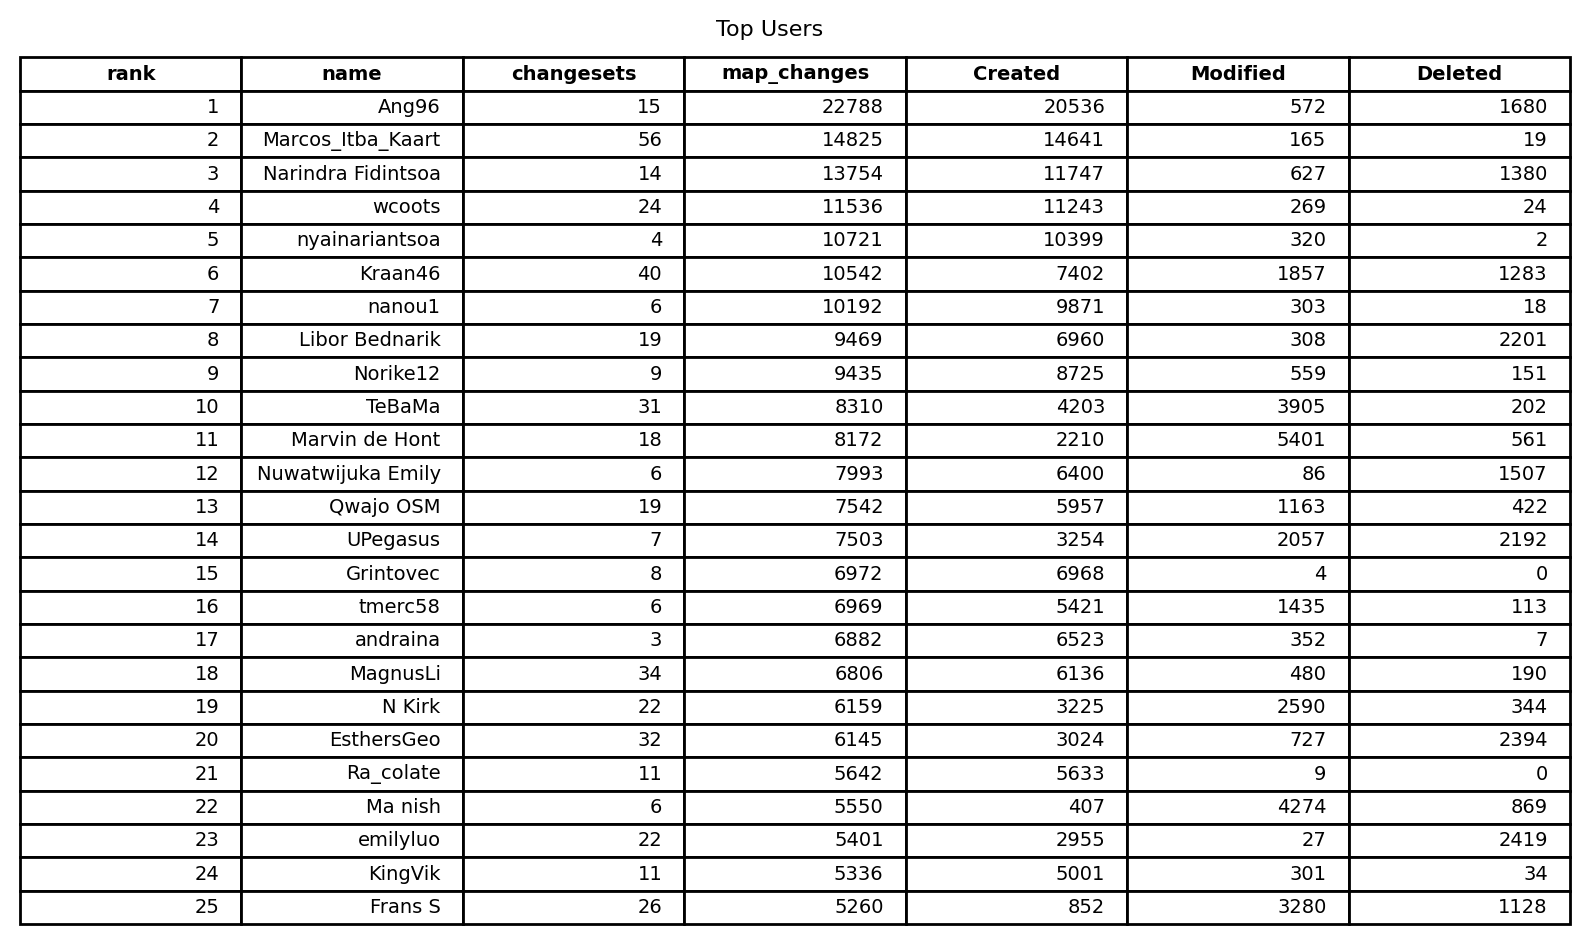 Top Users
rank name changesets map_changes Created Modified Deleted
1 Ang96 15 22788 20536 572 1680
2 Marcos_Itba_Kaart 56 14825 14641 165 19
3 Narindra Fidintsoa 14 13754 11747 627 1380
4 wcoots 24 11536 11243 269 24
5 nyainariantsoa 4 10721 10399 320 2
6 Kraan46 40 10542 7402 1857 1283
7 nanou1 6 10192 9871 303 18
8 Libor Bednarik 19 9469 6960 308 2201
9 Norike12 9 9435 8725 559 151
10 TeBaMa 31 8310 4203 3905 202
11 Marvin de Hont 18 8172 2210 5401 561
12 Nuwatwijuka Emily 6 7993 6400 86 1507
13 Qwajo OSM 19 7542 5957 1163 422
14 UPegasus 7 7503 3254 2057 2192
15 Grintovec 8 6972 6968 4 0
16 tmerc58 6 6969 5421 1435 113
17 andraina 3 6882 6523 352 7
18 MagnusLi 34 6806 6136 480 190
19 N Kirk 22 6159 3225 2590 344
20 EsthersGeo 32 6145 3024 727 2394
21 Ra_colate 11 5642 5633 9 0
22 Ma nish 6 5550 407 4274 869
23 emilyluo 22 5401 2955 27 2419
24 KingVik 11 5336 5001 301 34
25 Frans S 26 5260 852 3280 1128